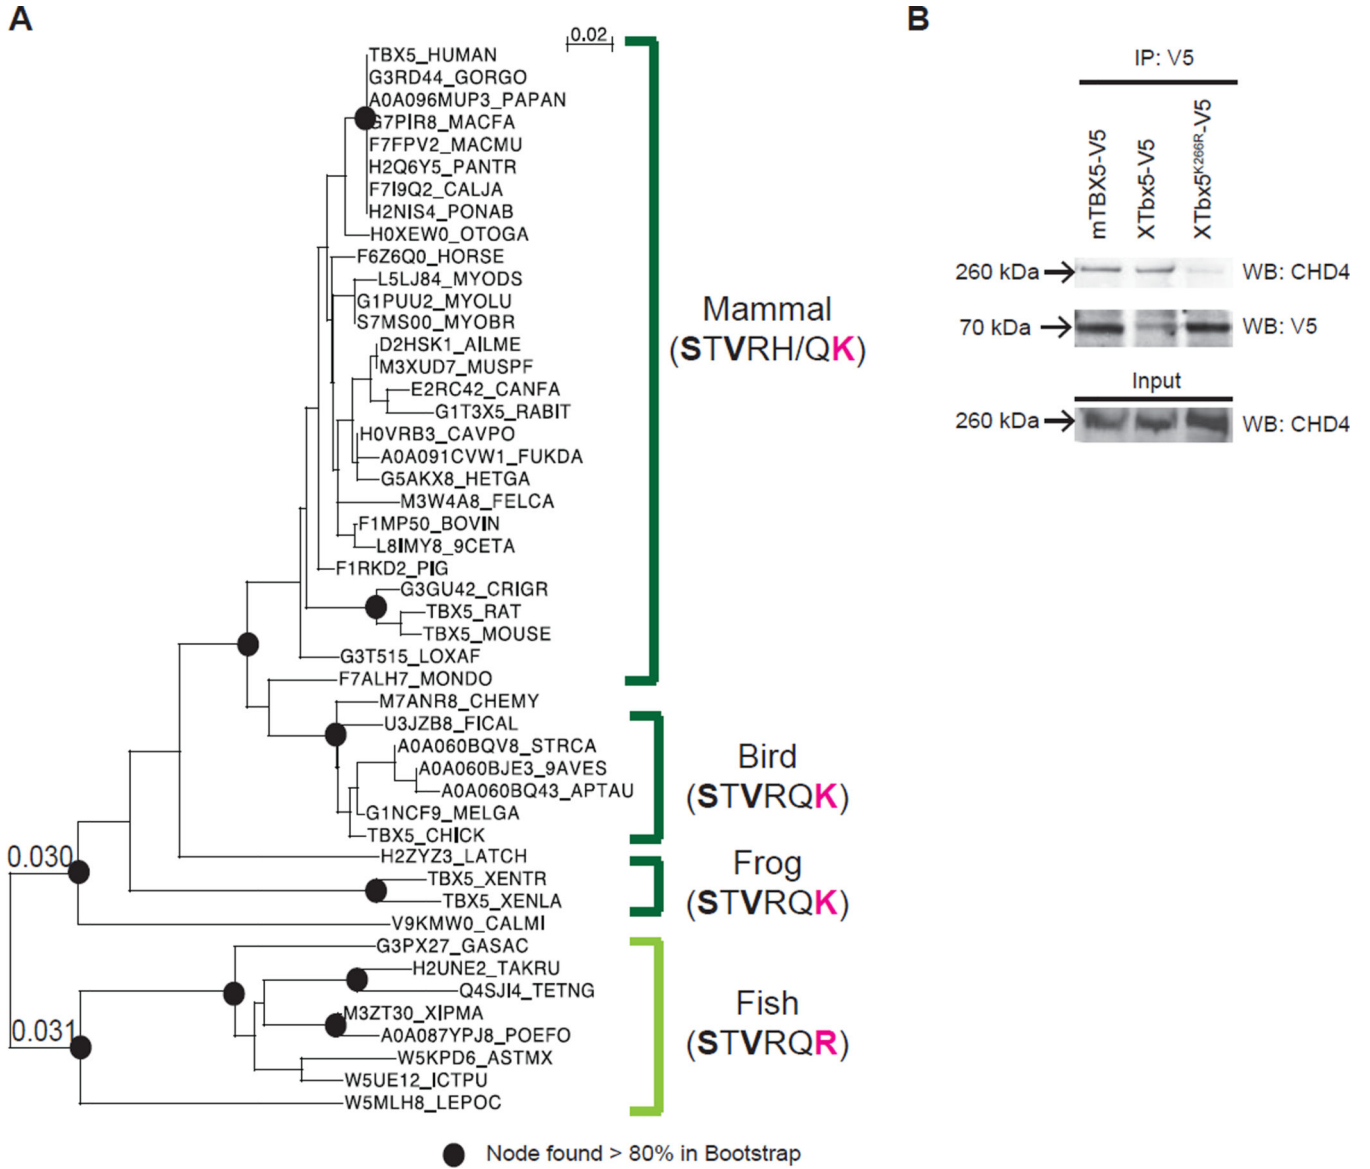 A
0.02
TBX5_HUMAN
G3RD44_GORGO
A0A096MUP3_PAPAN
G7PIR8_MACFA
F7FPV2_MACMU
H2Q6Y5_PANTR
F7I9Q2_CALJA
H2NIS4_PONAB
H0XEW0_OTOGA
F6Z6Q0_HORSE
L5LJ84_MYODS
G1PUU2_MYOLU
S7MS00_MYOBR
D2HSK1_AILME
M3XUD7_MUSPF
E2RC42_CANFA
G1T3X5_RABIT
H0VRB3_CAVPO
A0A091CVW1_FUKDA
G5AKX8_HETGA
M3W4A8_FELCA
F1MP50_BOVIN
L8IMY8_9CETA
F1RKD2_PIG
G3GU42_CRIGR
TBX5_RAT
TBX5_MOUSE
G3T515_LOXAF
F7ALH7_MONDO
M7ANR8_CHEMY
U3JZB8_FICAL
A0A060BQV8_STRCA
A0A060BJE3_9AVES
A0A060BQ43_APTAU
G1NCF9_MELGA
TBX5_CHICK
H2ZYZ3_LATCH
TBX5_XENTR
TBX5_XENLA
V9KMW0_CALMI
G3PX27_GASAC
H2UNE2_TAKRU
Q4SJI4_TETNG
M3ZT30_XIPMA
A0A087YPJ8_POEFO
W5KPD6_ASTMX
W5UE12_ICTPU
W5MLH8_LEPOC
0.030
0.031
Mammal
(STVRH/QK)
Bird
(STVRQK)
Frog
(STVRQK)
Fish
(STVRQR)
Node found > 80% in Bootstrap
B
IP: V5
mTBX5-V5
XTbx5-V5
XTbx5K266R-V5
260 kDa WB: CHD4
70 kDa WB: V5
Input
260 kDa WB: CHD4